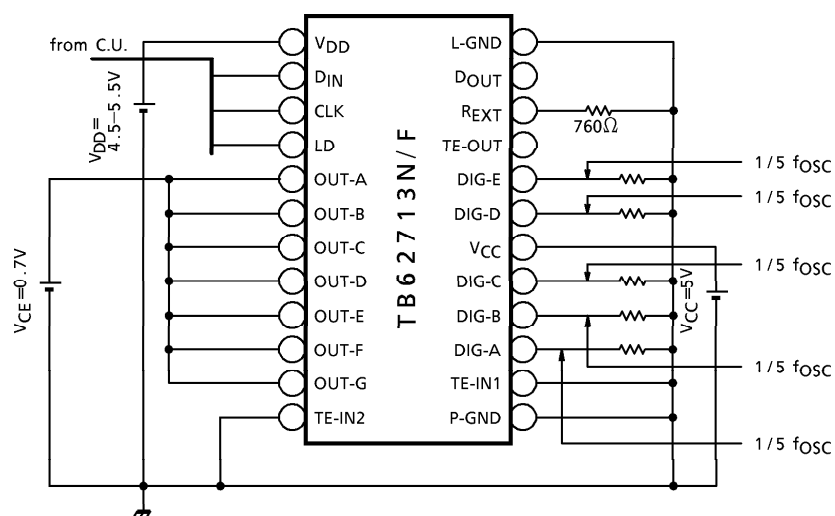 from C.U.
VDD=
4.5–5.5V
VCE=0.7V
VDD
DIN
CLK
LD
OUT-A
OUT-B
OUT-C
OUT-D
OUT-E
OUT-F
OUT-G
TE-IN2
TB62713N/F
L-GND
DOUT
REXT
TE-OUT
DIG-E
DIG-D
VCC
DIG-C
DIG-B
DIG-A
TE-IN1
P-GND
760Ω
1/5 fOSC
1/5 fOSC
1/5 fOSC
VCC=5V
1/5 fOSC
1/5 fOSC